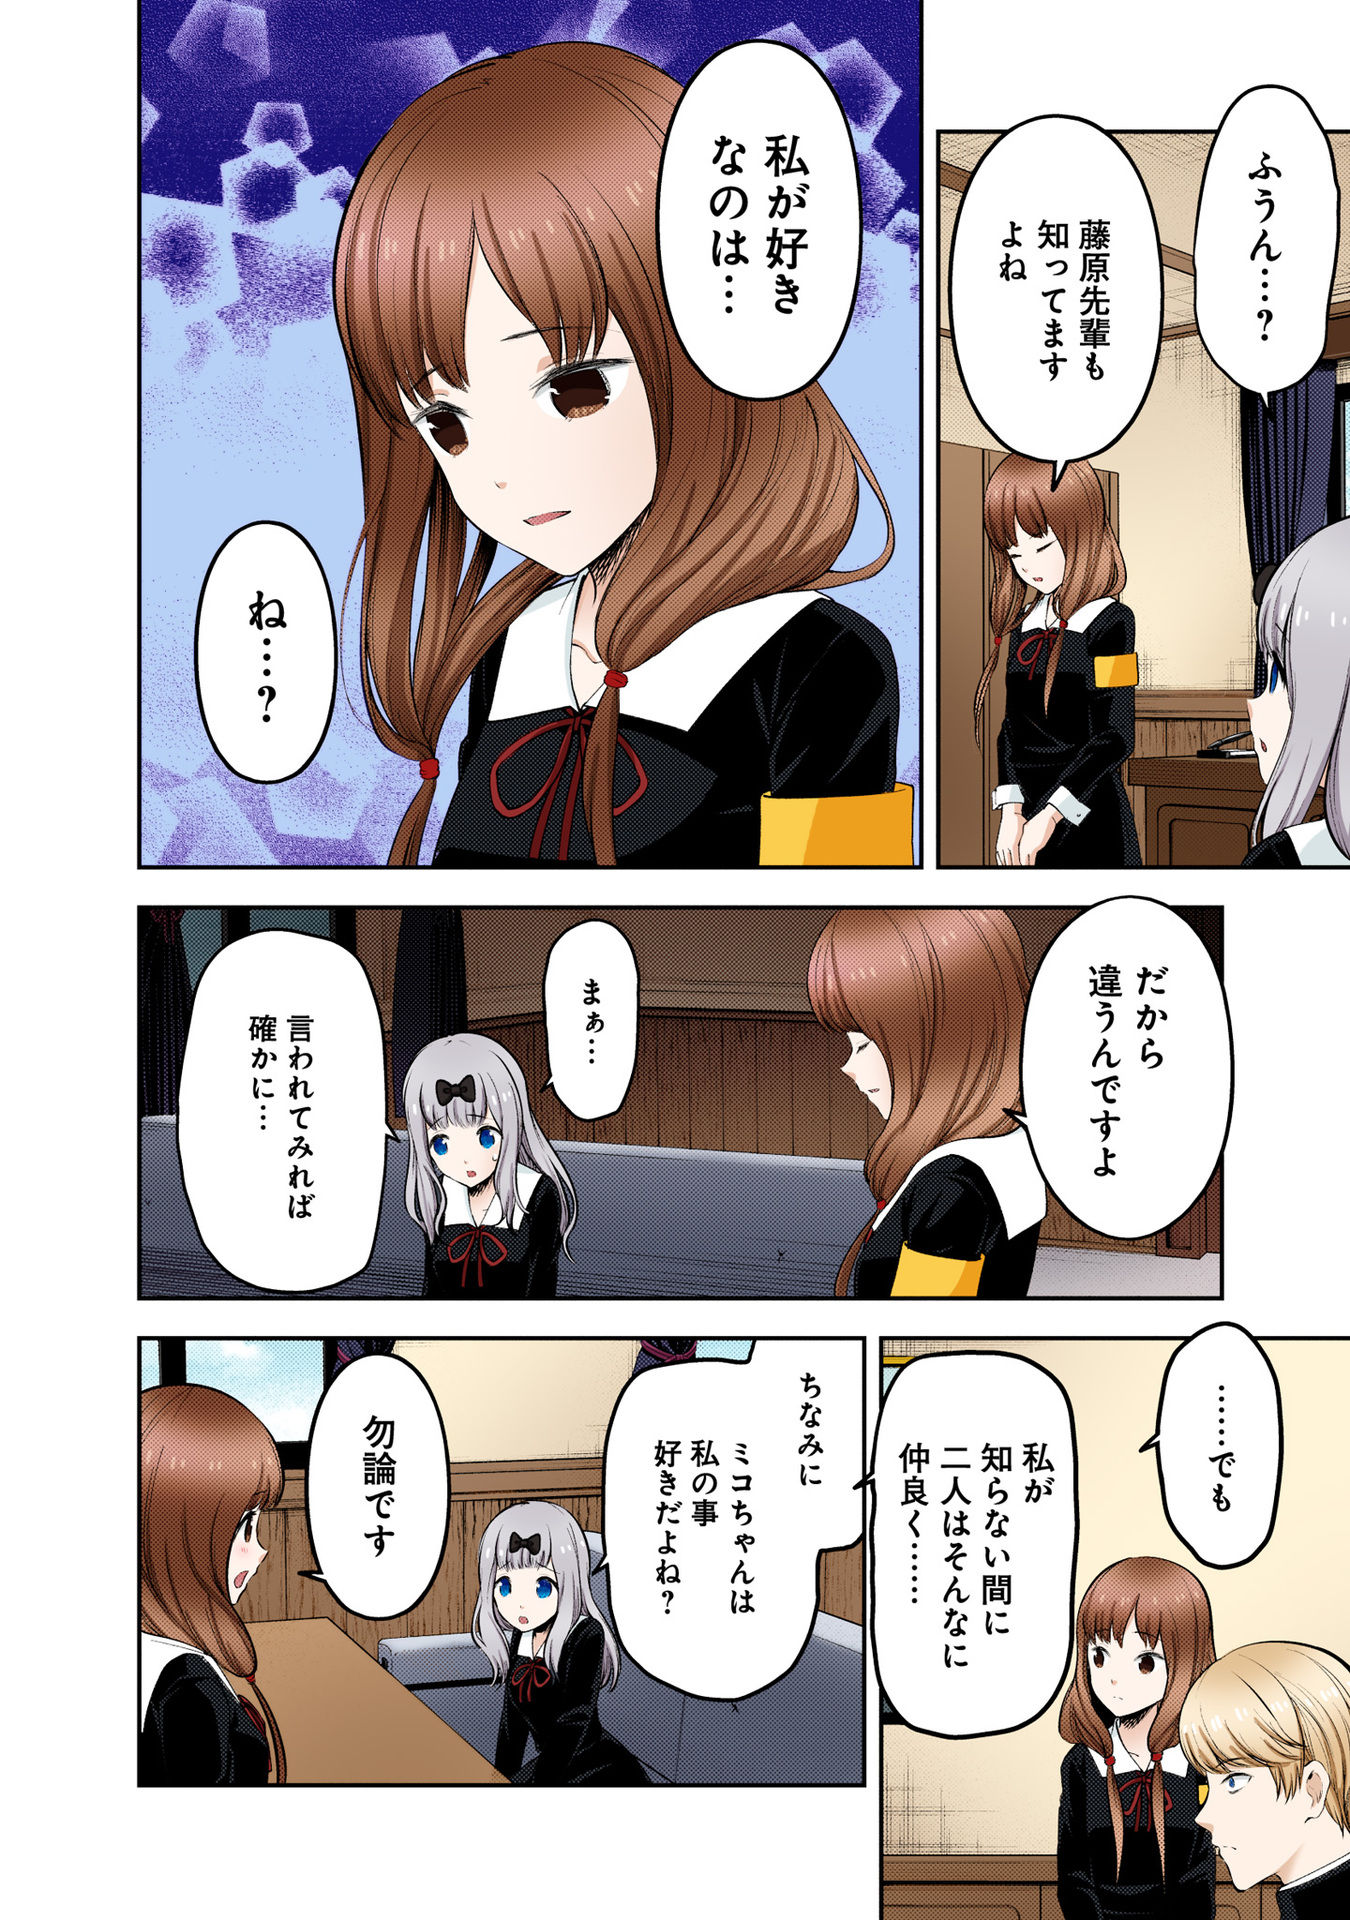 ふうん…?
藤原先輩も
知ってます
よね
私が好き
なのは…
ね…?
だから
違うんですよ
まぁ…
言われてみれば
確かに…
……でも
私が
知らない間に
二人はそんなに
仲良く……
ちなみに
ミコちゃんは
私の事
好きだよね?
勿論です